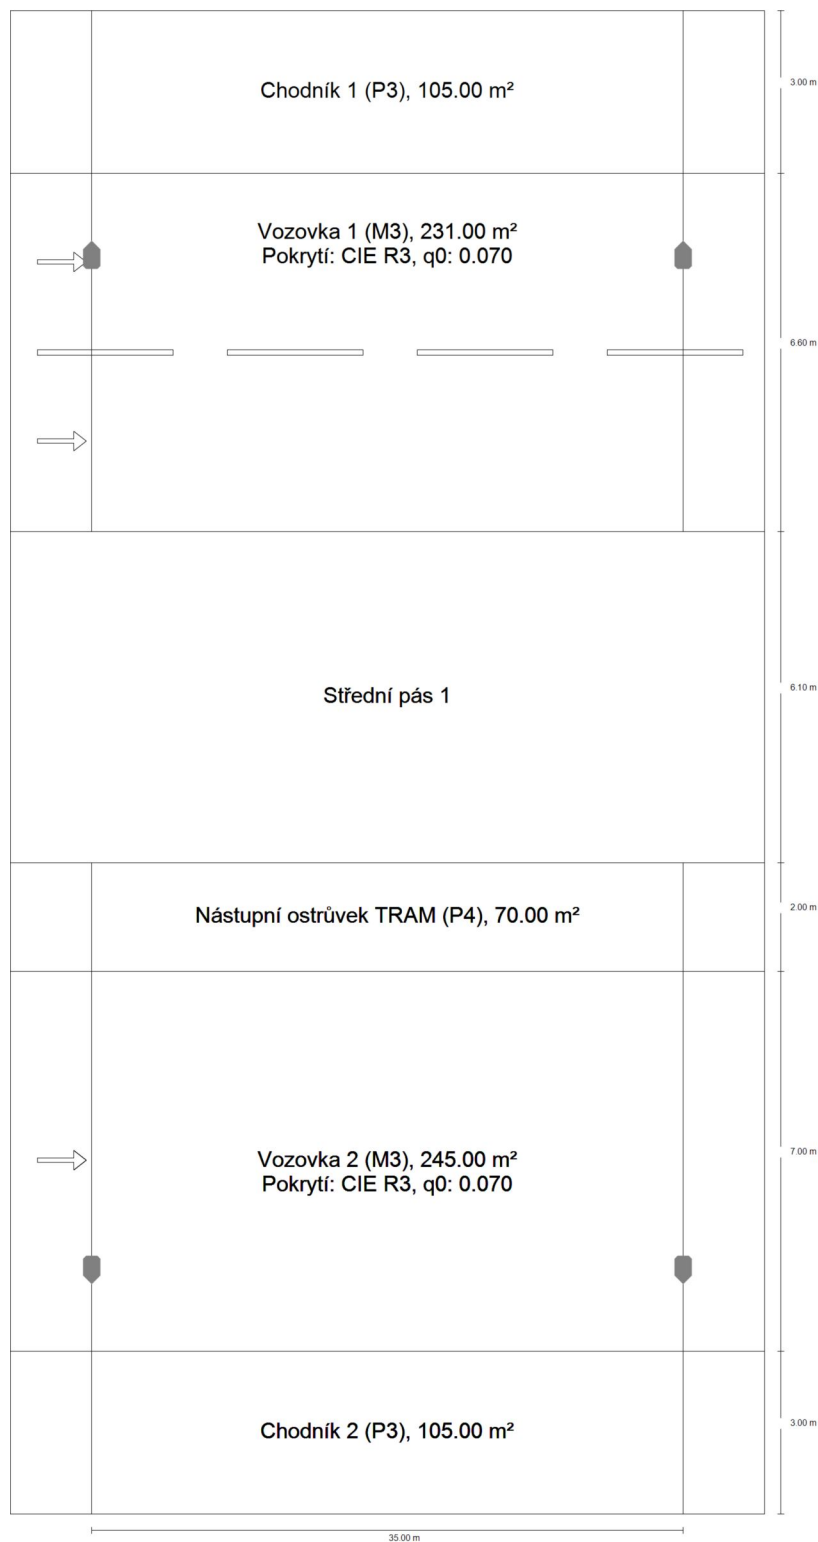 Chodník 1 (P3), 105.00 m²
3.00 m
Vozovka 1 (M3), 231.00 m²
Pokrytí: CIE R3, q0: 0.070
6.60 m
Střední pás 1
6.10 m
Nástupní ostrůvek TRAM (P4), 70.00 m²
2.00 m
Vozovka 2 (M3), 245.00 m²
Pokrytí: CIE R3, q0: 0.070
7.00 m
Chodník 2 (P3), 105.00 m²
3.00 m
35.00 m